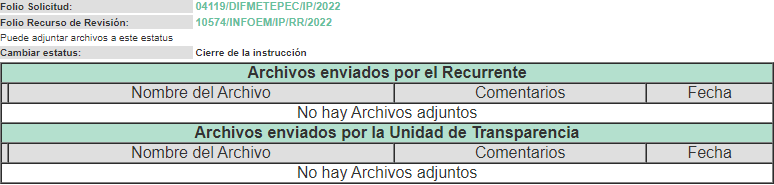 Folio Solicitud: 04119/DIFMETEPEC/IP/2022
Folio Recurso de Revisión: 10574/INFOEM/IP/RR/2022
Puede adjuntar archivos a este estatus
Cambiar estatus: Cierre de la instrucción
Archivos enviados por el Recurrente
Nombre del Archivo Comentarios Fecha
No hay Archivos adjuntos
Archivos enviados por la Unidad de Transparencia
Nombre del Archivo Comentarios Fecha
No hay Archivos adjuntos